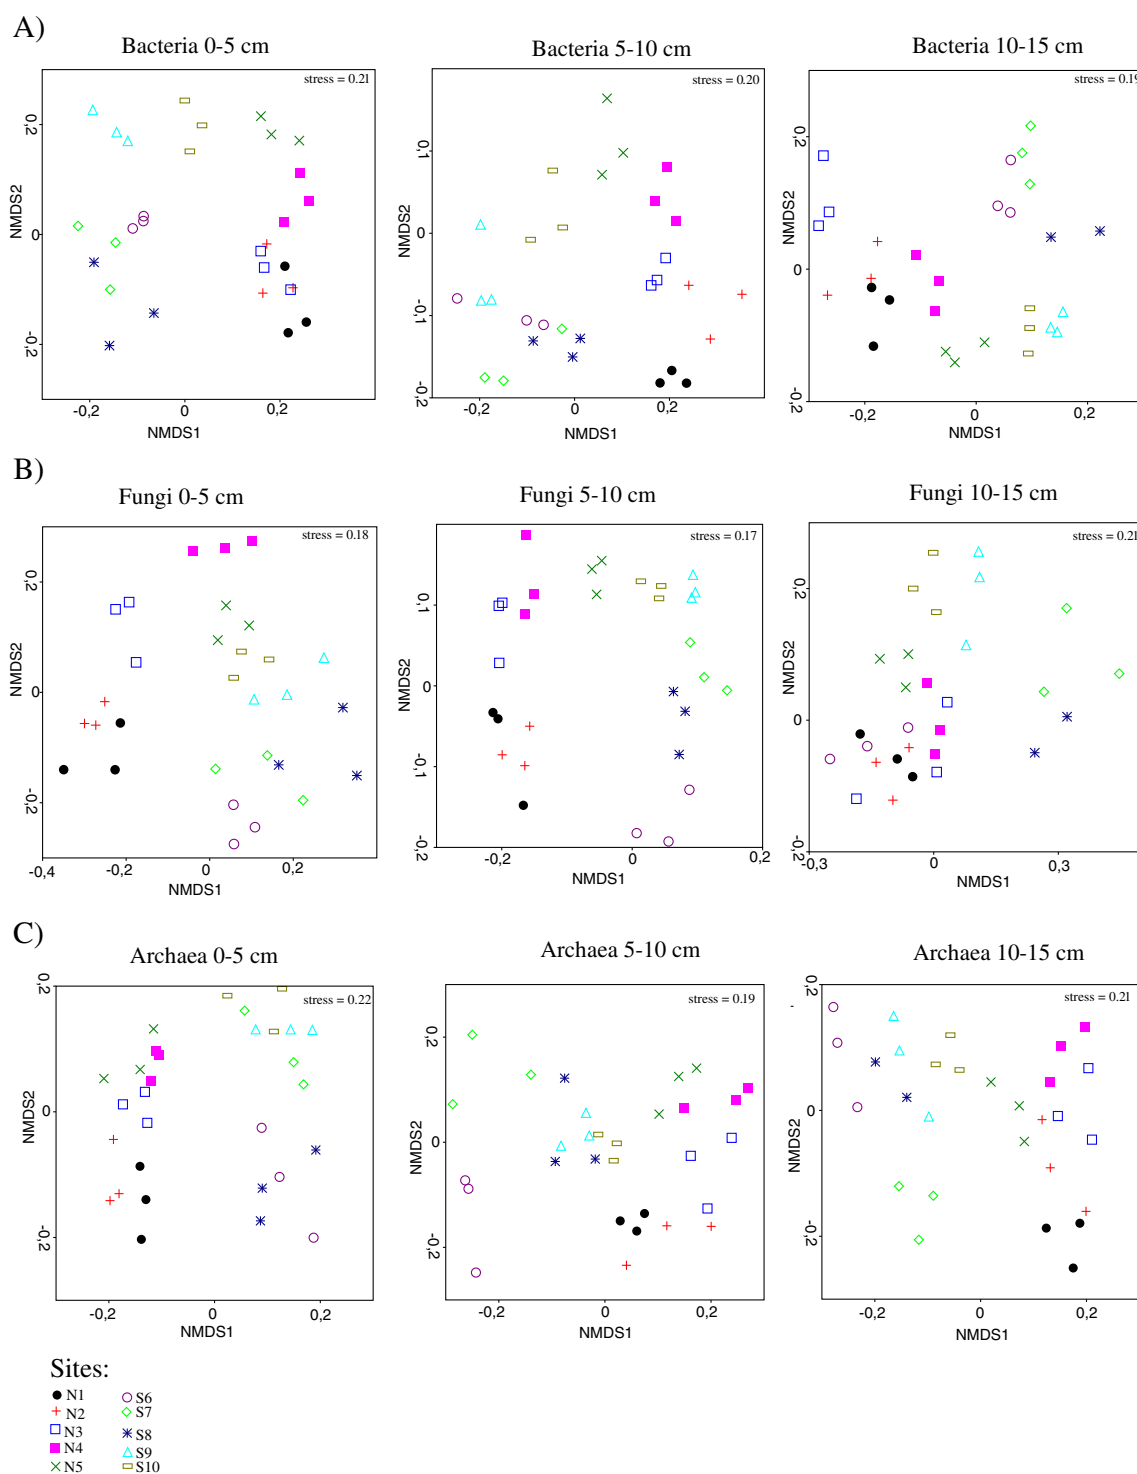 A)
Bacteria 0-5 cm
stress = 0.21
0,2
0
-0,2
NMDS2
-0,2 0 0,2
NMDS1
Bacteria 5-10 cm
stress = 0.20
0,1
0
-0,1
-0,2
NMDS2
-0,2 0 0,2
NMDS1
Bacteria 10-15 cm
stress = 0.19
0,2
0
-0,2
NMDS2
-0,2 0 0,2
NMDS1
B)
Fungi 0-5 cm
stress = 0.18
0,2
0
-0,2
NMDS2
-0,4 -0,2 0 0,2
NMDS1
Fungi 5-10 cm
stress = 0.17
0,1
0
-0,1
-0,2
NMDS2
-0,2 0 0,2
NMDS1
Fungi 10-15 cm
stress = 0.21
0,2
0
-0,2
NMDS2
-0,3 0 0,3
NMDS1
C)
Archaea 0-5 cm
stress = 0.22
0,2
0
-0,2
NMDS2
-0,2 0 0,2
NMDS1
Archaea 5-10 cm
stress = 0.19
0,2
0
-0,2
NMDS2
-0,2 0 0,2
NMDS1
Archaea 10-15 cm
stress = 0.21
0,2
0
-0,2
NMDS2
-0,2 0 0,2
NMDS1
Sites:
N1 S6
N2 S7
N3 S8
N4 S9
N5 S10